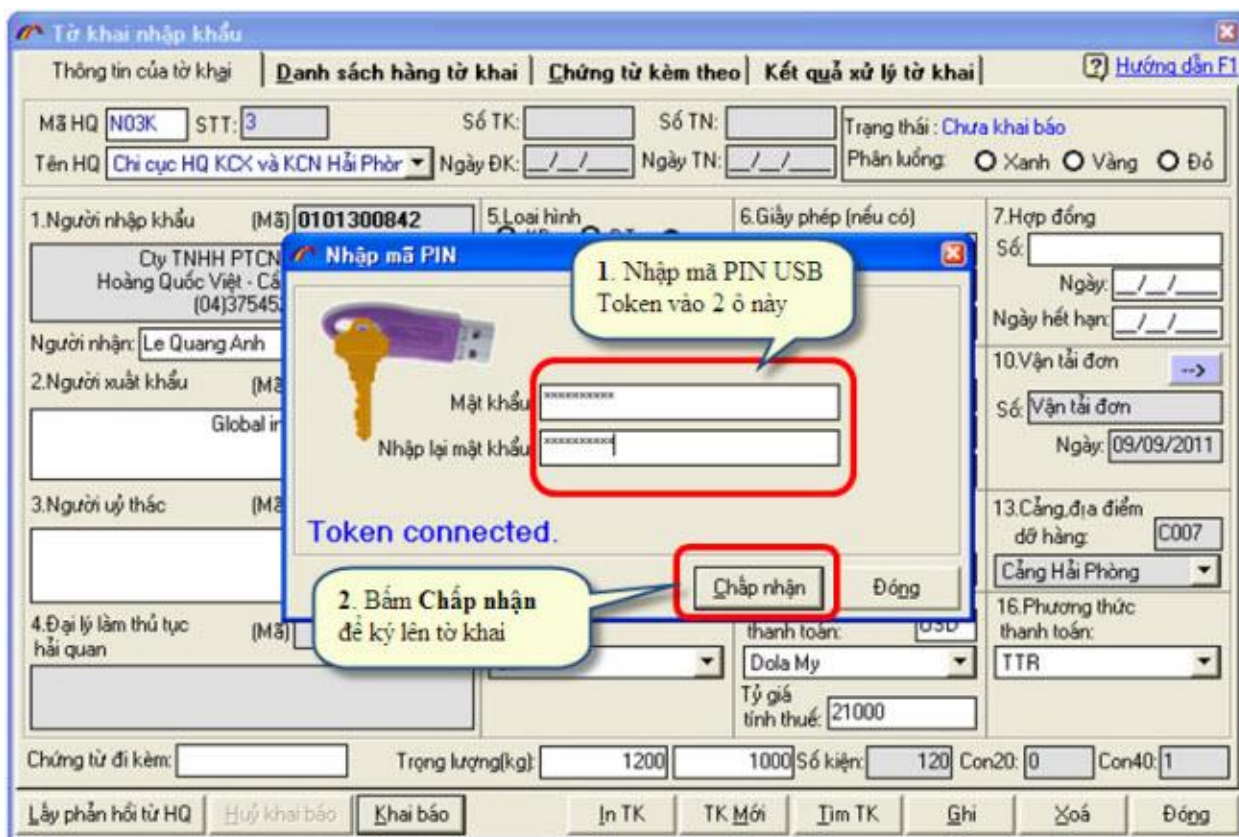 Tờ khai nhập khẩu
Thông tin của tờ khại
Danh sách hàng tờ khai
Chứng từ kèm theo
Kết quả xử lý tờ khai
Hướng dẫn F1
Mã HQ N03K STT: 3 Số TK: Số TN: Trạng thái : Chưa khai báo
Tên HQ Chi cục HQ KCX và KCN Hải Phòr Ngày ĐK: _/_/_ Ngày TN: _/_/_ Phân luồng: Xanh Vàng Đỏ
1.Người nhập khẩu (Mã) 0101300842
Cty TNHH PTCN
Hoàng Quốc Việt - Cầ
Người nhận: Le Quang Anh
2.Người xuất khẩu (Mã
Global in
3.Người uỷ thác (Mã
4.Đại lý làm thủ tục (Mã)
hải quan
5.Loại hình
6.Giấy phép (nếu có)
7.Hợp đồng
Số:
Ngày: _/_/_
Ngày hết hạn: _/_/_
10.Vận tải đơn -->
Số: Vận tải đơn
Ngày: 09/09/2011
13.Cảng,địa điểm
dỡ hàng: C007
Cảng Hải Phòng
16.Phương thức
thanh toán:
TTR
Nhập mã PIN
1. Nhập mã PIN USB
Token vào 2 ô này
Mật khẩu ××××××××××
Nhập lại mật khẩu ××××××××××
Token connected.
Chấp nhận Đóng
2. Bấm Chấp nhận
để ký lên tờ khai
thanh toán: USD
Dola My
Tỷ giá
tính thuế: 21000
Chứng từ đi kèm: Trọng lượng(kg): 1200 1000 Số kiện: 120 Con20: 0 Con40: 1
Lấy phản hồi từ HQ Huỷ khai báo Khai báo In TK TK Mới Tìm TK Ghi Xoá Đóng